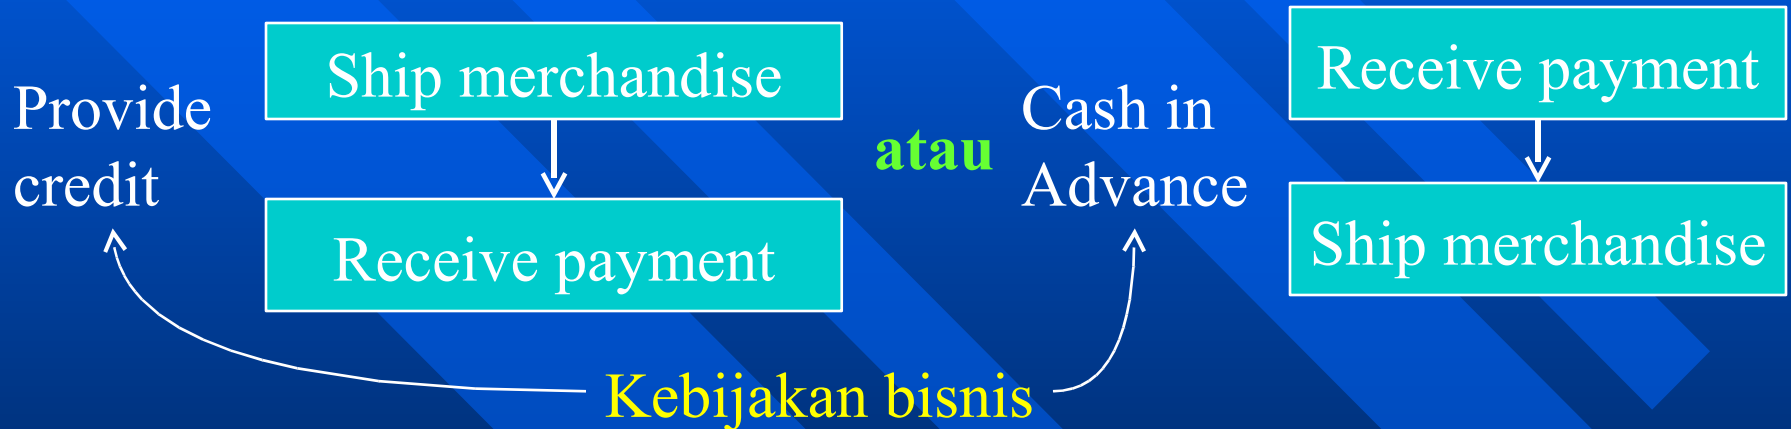 Provide
credit
Ship merchandise
Receive payment
atau
Cash in
Advance
Receive payment
Ship merchandise
Kebijakan bisnis